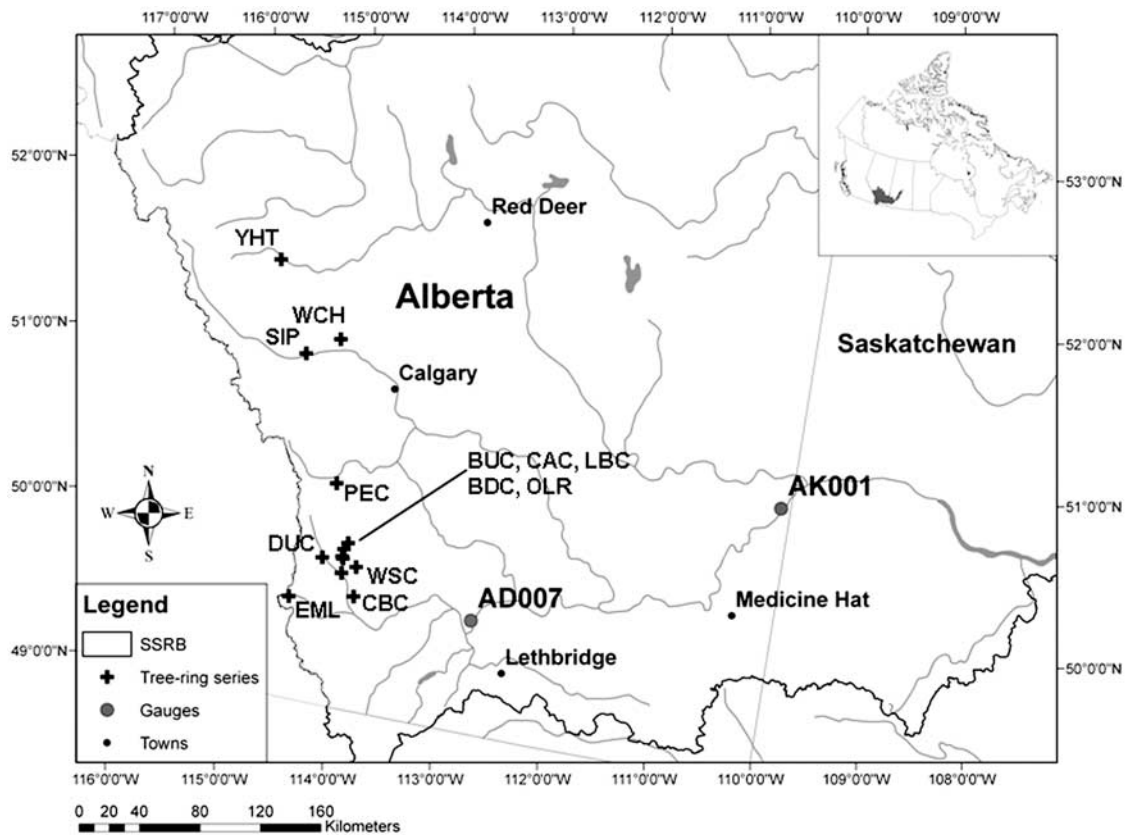 117°0'0"W 116°0'0"W 115°0'0"W 114°0'0"W 113°0'0"W 112°0'0"W 111°0'0"W 110°0'0"W 109°0'0"W
52°0'0"N
53°0'0"N
Red Deer
YHT
Alberta
WCH
51°0'0"N
SIP
52°0'0"N
Saskatchewan
Calgary
BUC, CAC, LBC
BDC, OLR
50°0'0"N
N
PEC
AK001
W E
51°0'0"N
S
DUC
WSC
Legend
EML
CBC
AD007
Medicine Hat
SSRB
49°0'0"N
Lethbridge
50°0'0"N
Tree-ring series
Gauges
Towns
116°0'0"W 115°0'0"W 114°0'0"W 113°0'0"W 112°0'0"W 111°0'0"W 110°0'0"W 109°0'0"W 108°0'0"W
0 20 40 80 120 160
Kilometers